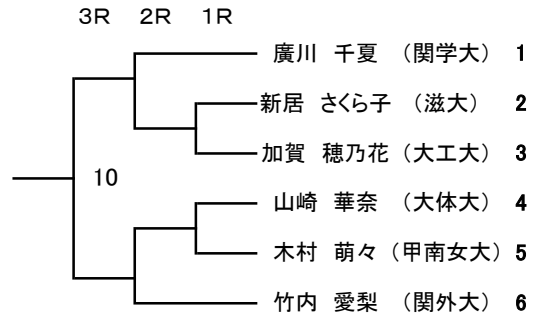 3R 2R 1R
廣川 千夏 （関学大） 1
新居 さくら子 （滋大） 2
加賀 穂乃花（大工大） 3
10
山崎 華奈 （大体大） 4
木村 萌々（甲南女大） 5
竹内 愛梨 （関外大） 6